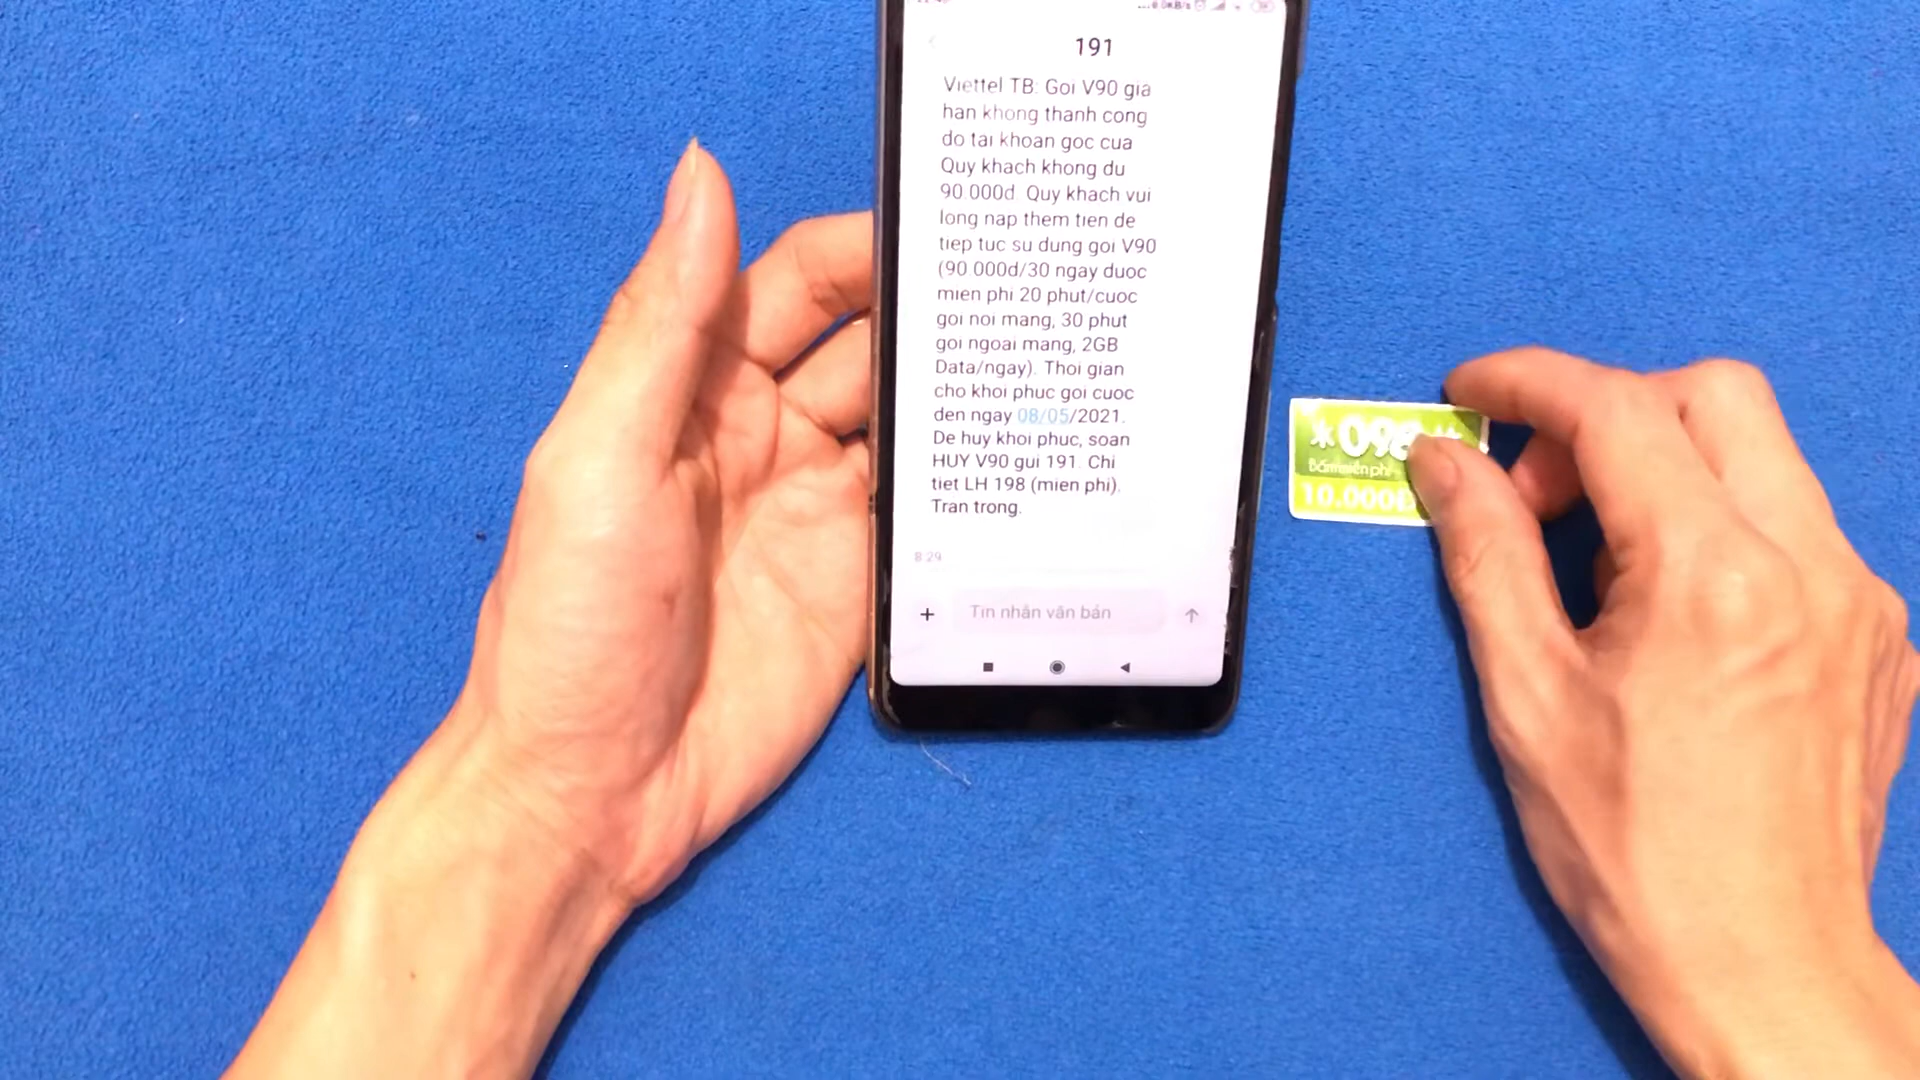 191
Viettel TB: Goi V90 gia
han khong thanh cong
do tai khoan goc cua
Quy khach khong du
90.000d. Quy khach vui
long nap them tien de
tiep tuc su dung goi V90
(90.000d/30 ngay duoc
mien phi 20 phut/cuoc
goi noi mang, 30 phut
goi ngoai mang, 2GB
Data/ngay). Thoi gian
cho khoi phuc goi cuoc
den ngay 08/05/2021.
De huy khoi phuc, soan
HUY V90 gui 191. Chi
tiet LH 198 (mien phi).
Tran trong.
8:29
Tin nhắn văn bản
*098
Bấm miễn phí
10.000Đ